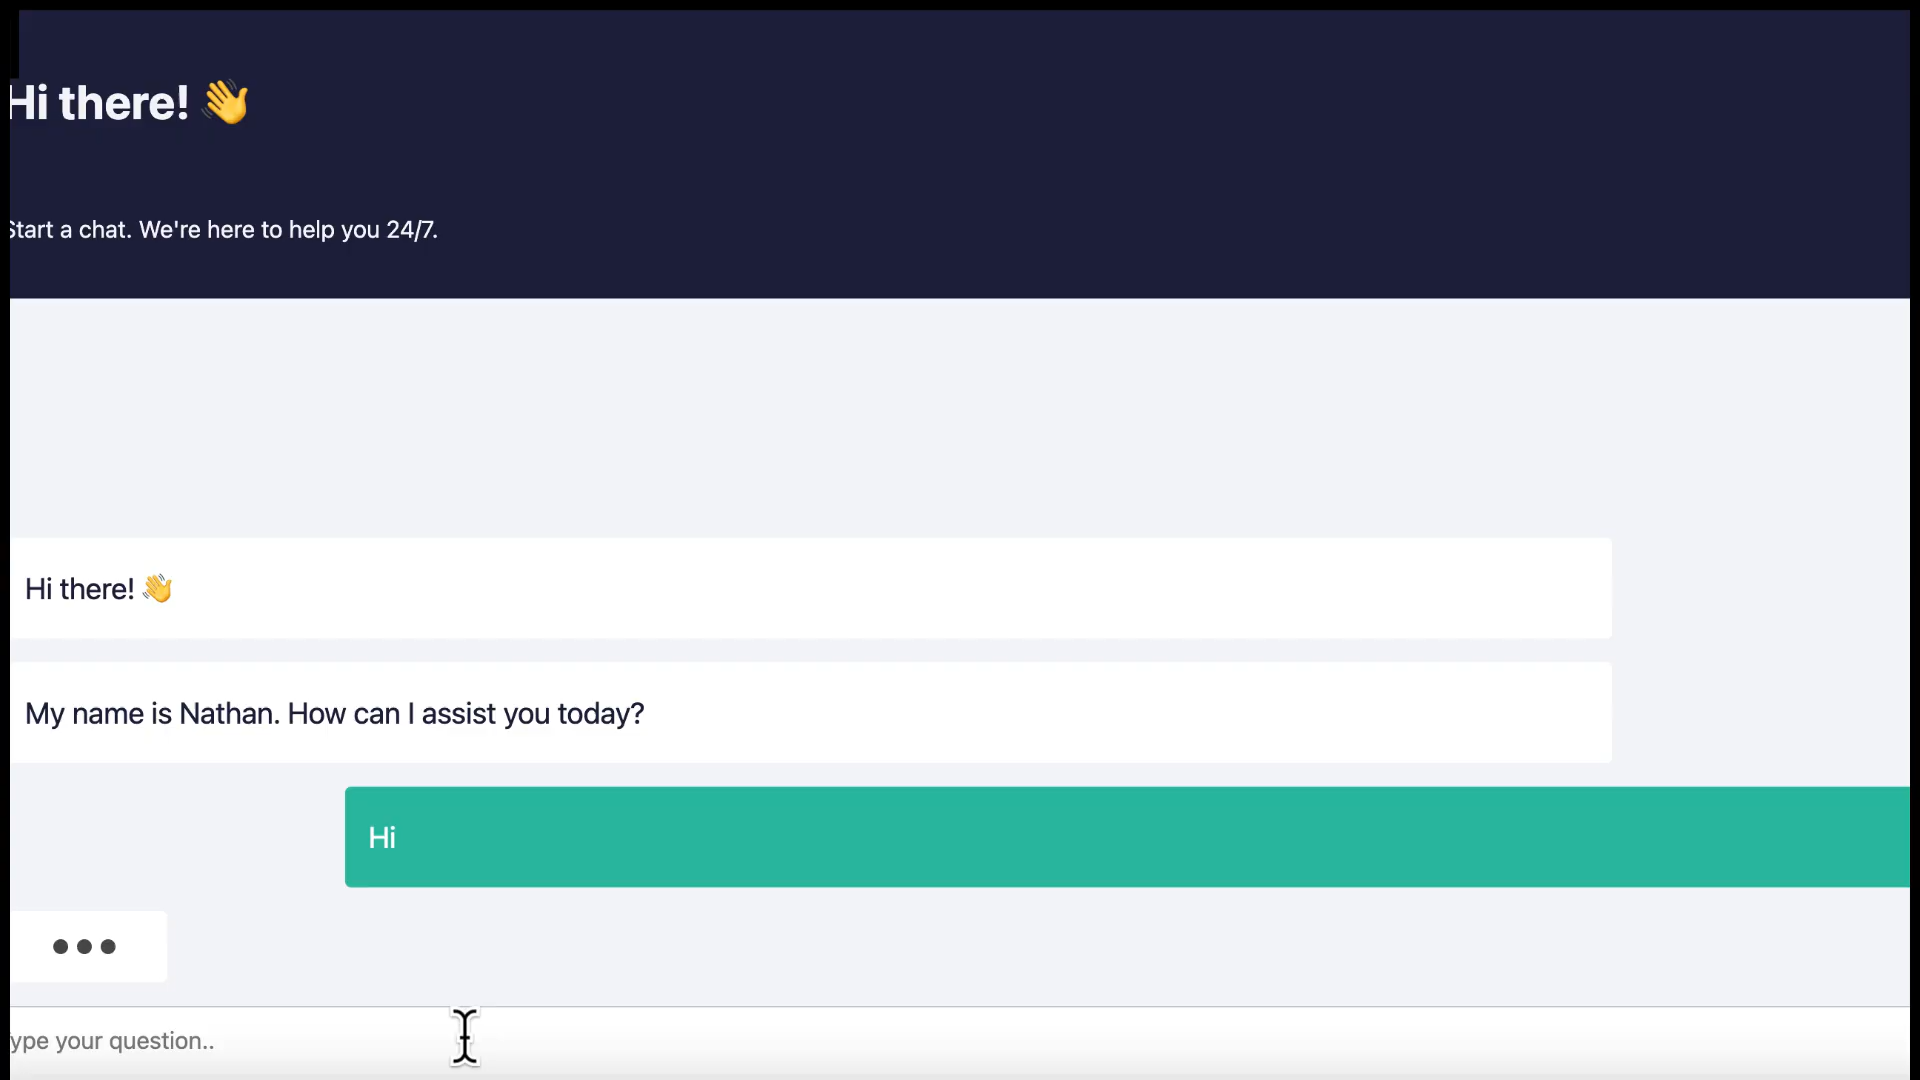 Hi there! 👋
Start a chat. We're here to help you 24/7.
Hi there! 👋
My name is Nathan. How can I assist you today?
Hi
ype your question..